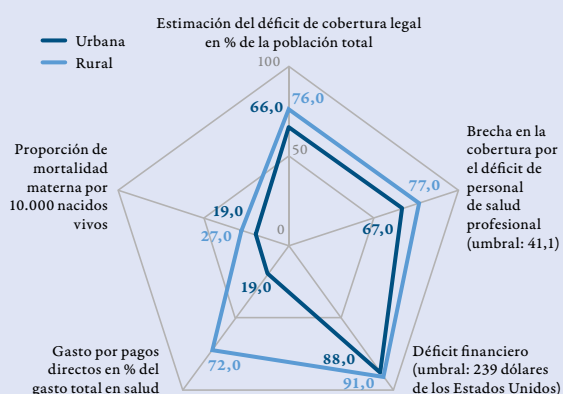 Estimación del déficit de cobertura legal
en % de la población total
Urbana
Rural
100
76,0
66,0
50
0
Brecha en la
cobertura por
el déficit de
personal
de salud
profesional
(umbral: 41,1)
77,0
67,0
Proporción de
mortalidad
materna por
10.000 nacidos
vivos
19,0
27,0
19,0
72,0
88,0
91,0
Gasto por pagos
directos en % del
gasto total en salud
Déficit financiero
(umbral: 239 dólares
de los Estados Unidos)